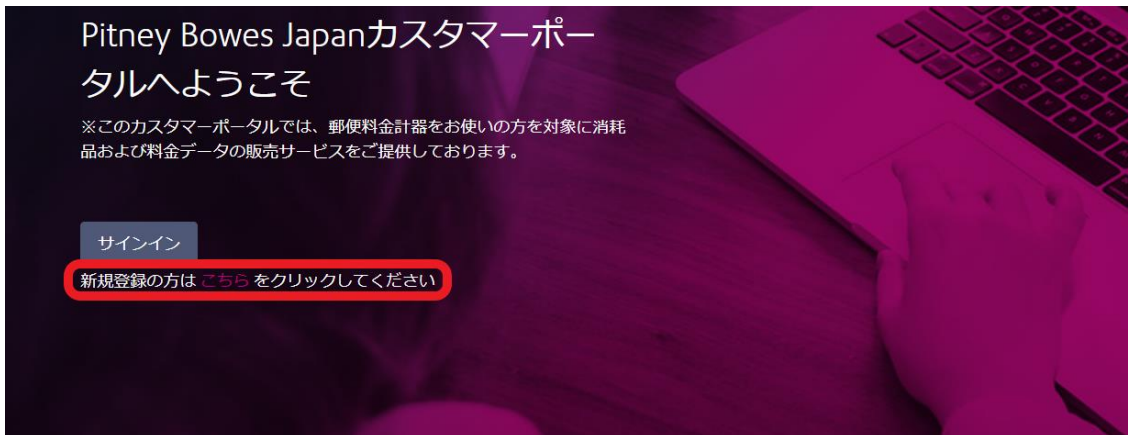 Pitney Bowes Japanカスタマーポー
タルへようこそ
※このカスタマーポータルでは、郵便料金計器をお使いの方を対象に消耗
品および料金データの販売サービスをご提供しております。
サインイン
新規登録の方は こちら をクリックしてください